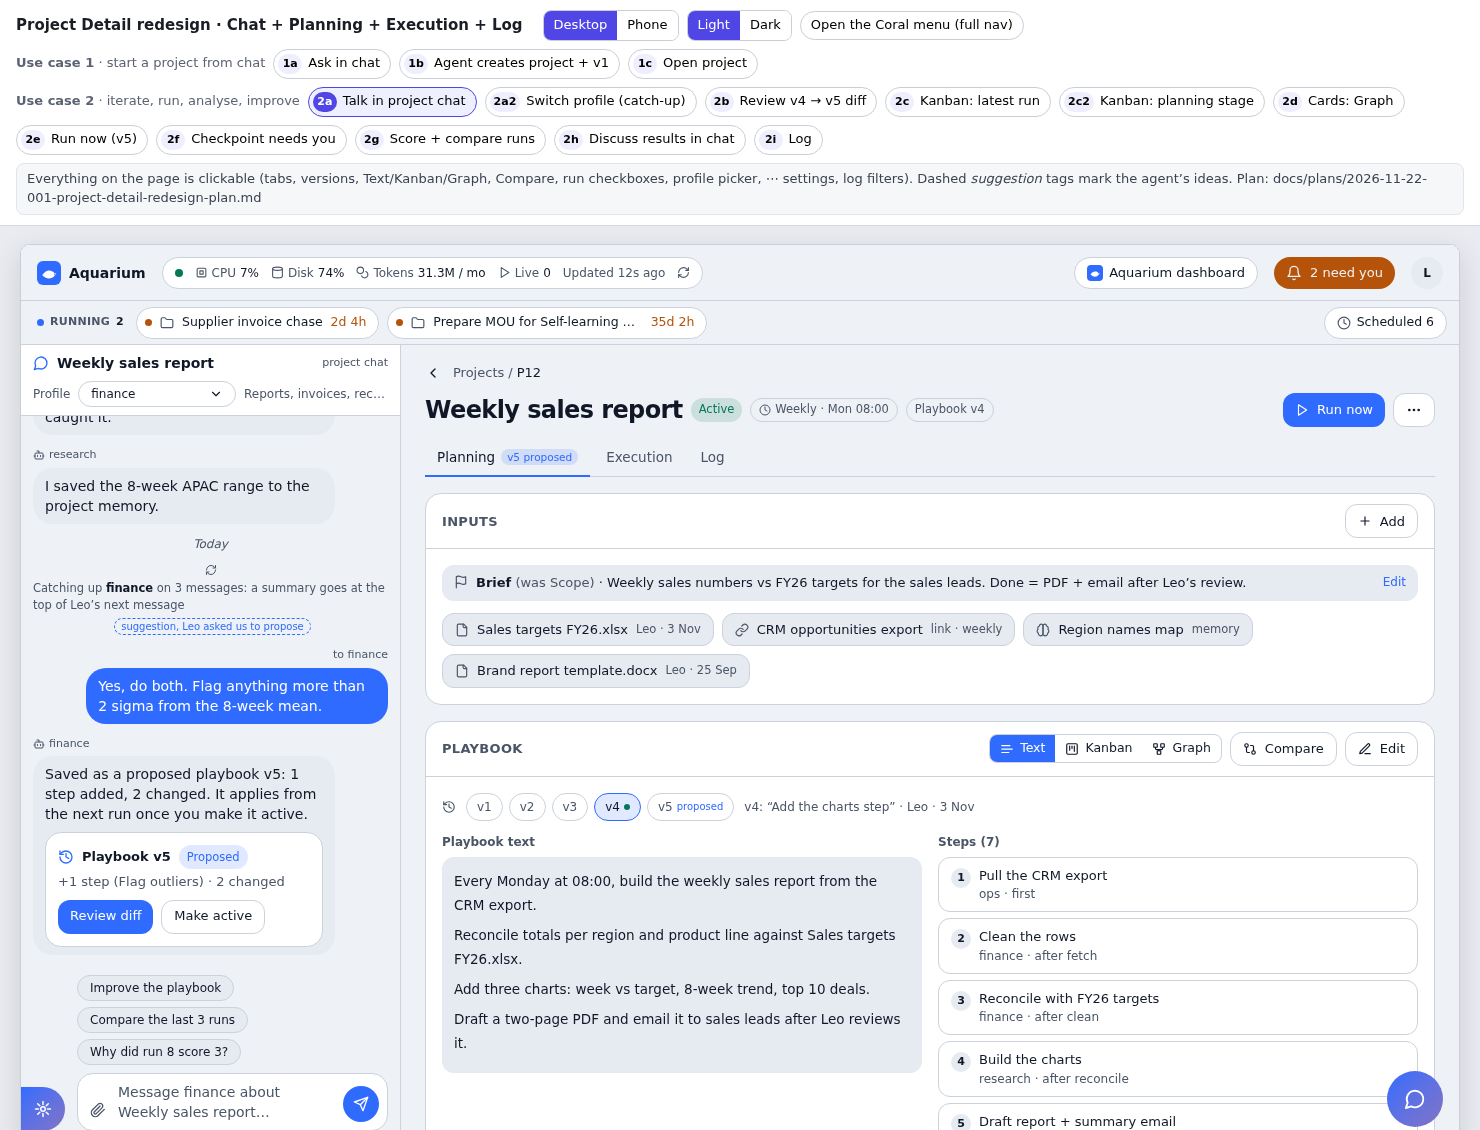 Project Detail redesign · Chat + Planning + Execution + Log
Desktop Phone Light Dark Open the Coral menu (full nav)
Use case 1 · start a project from chat 1a Ask in chat 1b Agent creates project + v1 1c Open project
Use case 2 · iterate, run, analyse, improve 2a Talk in project chat 2a2 Switch profile (catch-up) 2b Review v4 → v5 diff 2c Kanban: latest run 2c2 Kanban: planning stage 2d Cards: Graph
2e Run now (v5) 2f Checkpoint needs you 2g Score + compare runs 2h Discuss results in chat 2i Log
Everything on the page is clickable (tabs, versions, Text/Kanban/Graph, Compare, run checkboxes, profile picker, ··· settings, log filters). Dashed suggestion tags mark the agent's ideas. Plan: docs/plans/2026-11-22-
001-project-detail-redesign-plan.md
Aquarium CPU 7% Disk 74% Tokens 31.3M / mo Live 0 Updated 12s ago Aquarium dashboard 2 need you L
RUNNING 2 Supplier invoice chase 2d 4h Prepare MOU for Self-learning ... 35d 2h Scheduled 6
Weekly sales report project chat
Profile finance Reports, invoices, rec...
caught it.
research
I saved the 8-week APAC range to the
project memory.
Today
Catching up finance on 3 messages: a summary goes at the
top of Leo's next message
suggestion, Leo asked us to propose
to finance
Yes, do both. Flag anything more than
2 sigma from the 8-week mean.
finance
Saved as a proposed playbook v5: 1
step added, 2 changed. It applies from
the next run once you make it active.
Playbook v5 Proposed
+1 step (Flag outliers) · 2 changed
Review diff Make active
Improve the playbook
Compare the last 3 runs
Why did run 8 score 3?
Message finance about
Weekly sales report...
Projects / P12
Weekly sales report Active Weekly · Mon 08:00 Playbook v4 Run now ···
Planning v5 proposed Execution Log
INPUTS Add
Brief (was Scope) · Weekly sales numbers vs FY26 targets for the sales leads. Done = PDF + email after Leo's review. Edit
Sales targets FY26.xlsx Leo · 3 Nov CRM opportunities export link · weekly Region names map memory
Brand report template.docx Leo · 25 Sep
PLAYBOOK Text Kanban Graph Compare Edit
v1 v2 v3 v4 v5 proposed v4: “Add the charts step” · Leo · 3 Nov
Playbook text
Every Monday at 08:00, build the weekly sales report from the
CRM export.
Reconcile totals per region and product line against Sales targets
FY26.xlsx.
Add three charts: week vs target, 8-week trend, top 10 deals.
Draft a two-page PDF and email it to sales leads after Leo reviews
it.
Steps (7)
1 Pull the CRM export
ops · first
2 Clean the rows
finance · after fetch
3 Reconcile with FY26 targets
finance · after clean
4 Build the charts
research · after reconcile
5 Draft report + summary email